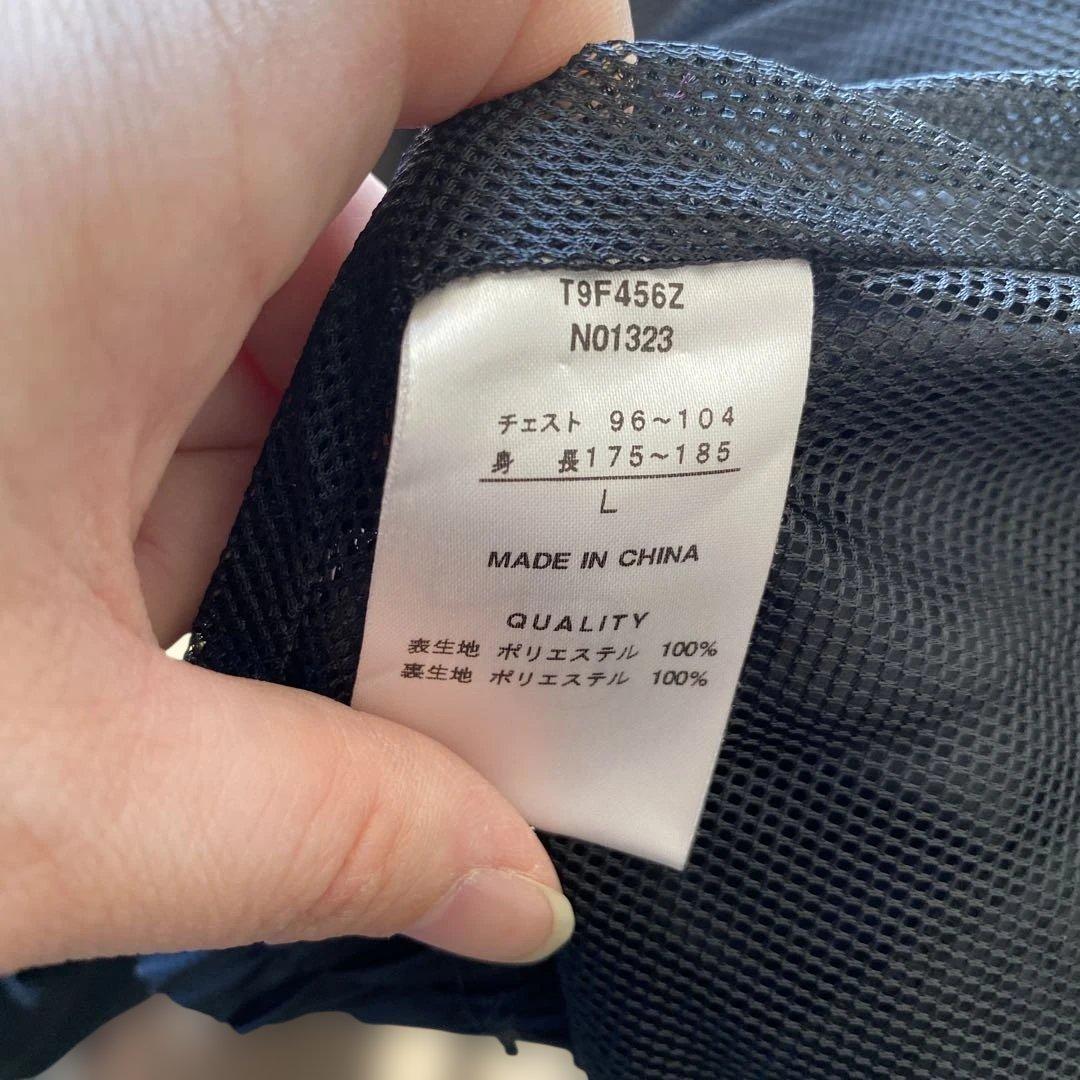 T9F456Z
N01323
チェスト 96~104
身 長175~185
L
MADE IN CHINA
QUALITY
表生地 ポリエステル 100%
裏生地 ポリエステル 100%